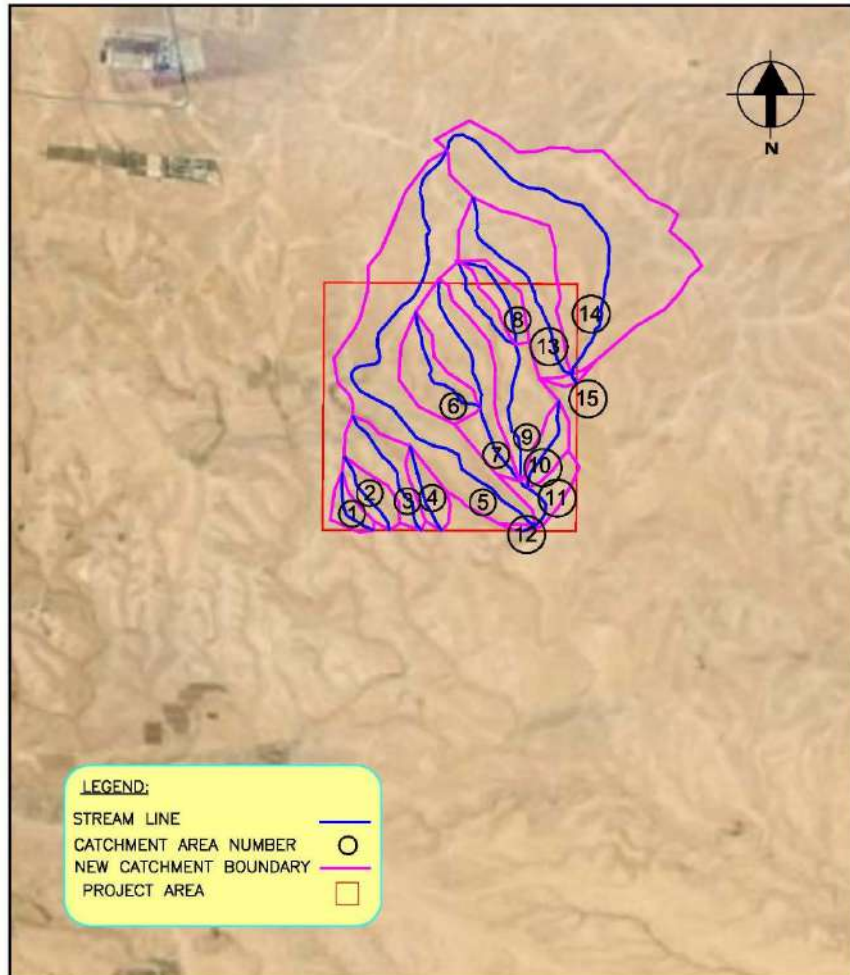 N
14
8
13
15
6
9
7
10
2
3
4
5
11
1
12
LEGEND:
STREAM LINE
CATCHMENT AREA NUMBER
NEW CATCHMENT BOUNDARY
PROJECT AREA